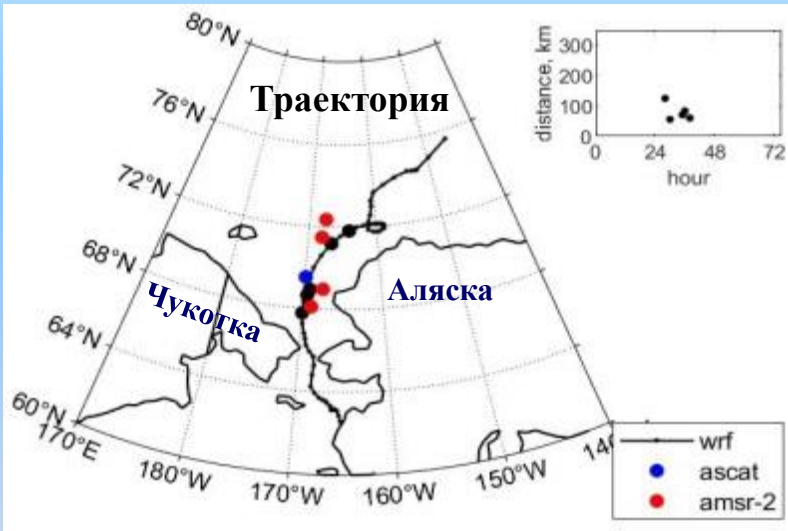 80°N
76°N
72°N
68°N
64°N
60°N
170°E
180°W
170°W
160°W
150°W
Траектория
Чукотка
Аляска
distance, km
300
200
100
0
0 24 48 72
hour
wrf
ascat
amsr-2